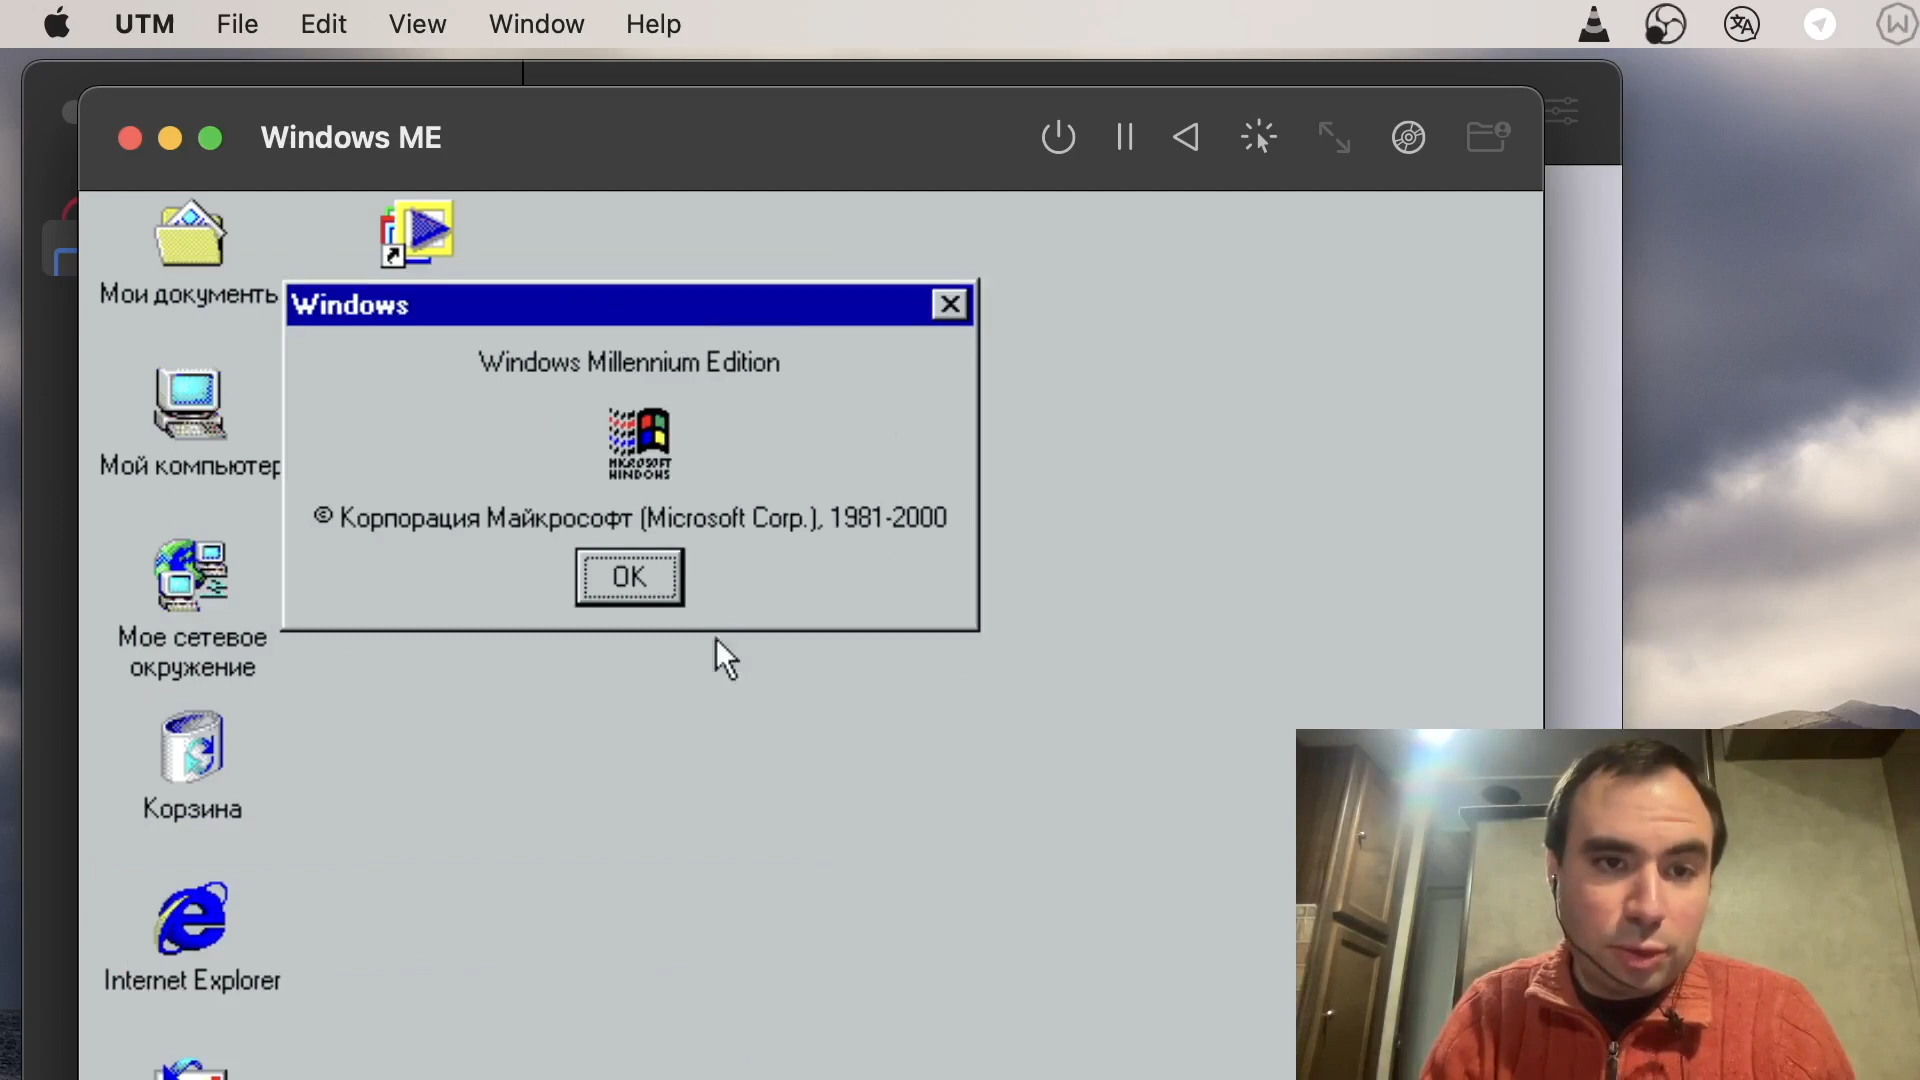 UTM File Edit View Window Help
Windows ME
Мои документы
Windows
Windows Millennium Edition
MICROSOFT
WINDOWS
© Корпорация Майкрософт (Microsoft Corp.), 1981-2000
OK
Мой компьютер
Мое сетевое
окружение
Корзина
Internet Explorer